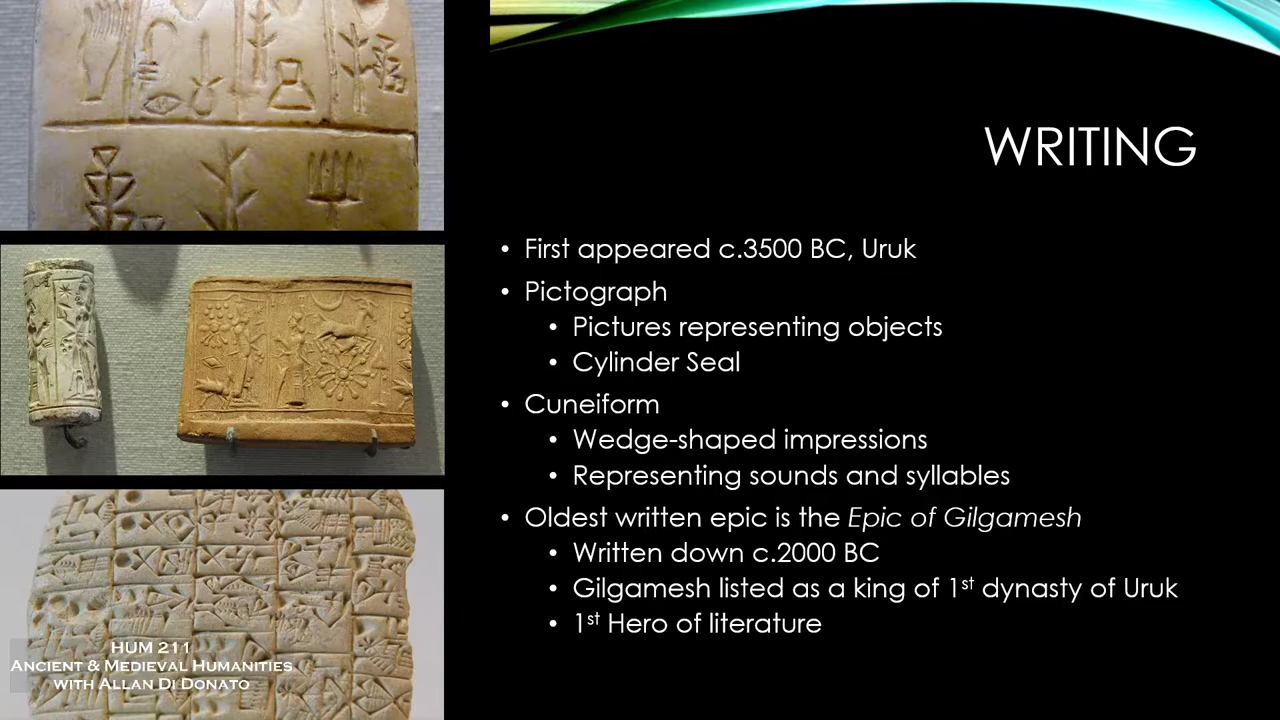 WRITING
• First appeared c.3500 BC, Uruk
• Pictograph
• Pictures representing objects
• Cylinder Seal
• Cuneiform
• Wedge-shaped impressions
• Representing sounds and syllables
• Oldest written epic is the Epic of Gilgamesh
• Written down c.2000 BC
• Gilgamesh listed as a king of 1st dynasty of Uruk
• 1st Hero of literature
HUM 211
ANCIENT & MEDIEVAL HUMANITIES
WITH ALLAN DI DONATO